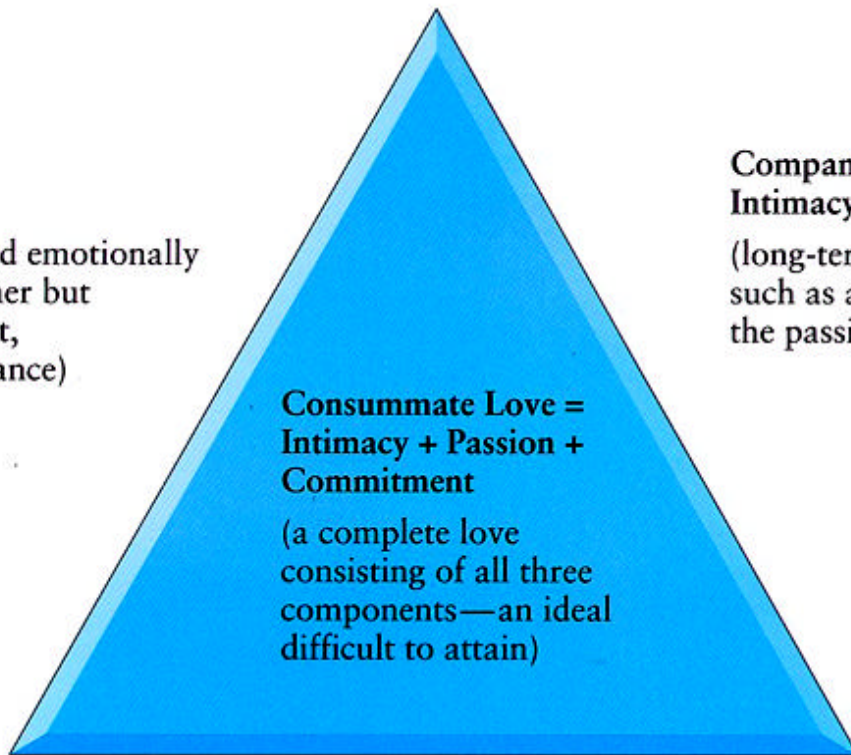 d emotionally
her but
t,
ance)
Compan
Intimacy
(long-ter
such as a
the passi
Consummate Love =
Intimacy + Passion +
Commitment
(a complete love
consisting of all three
components—an ideal
difficult to attain)